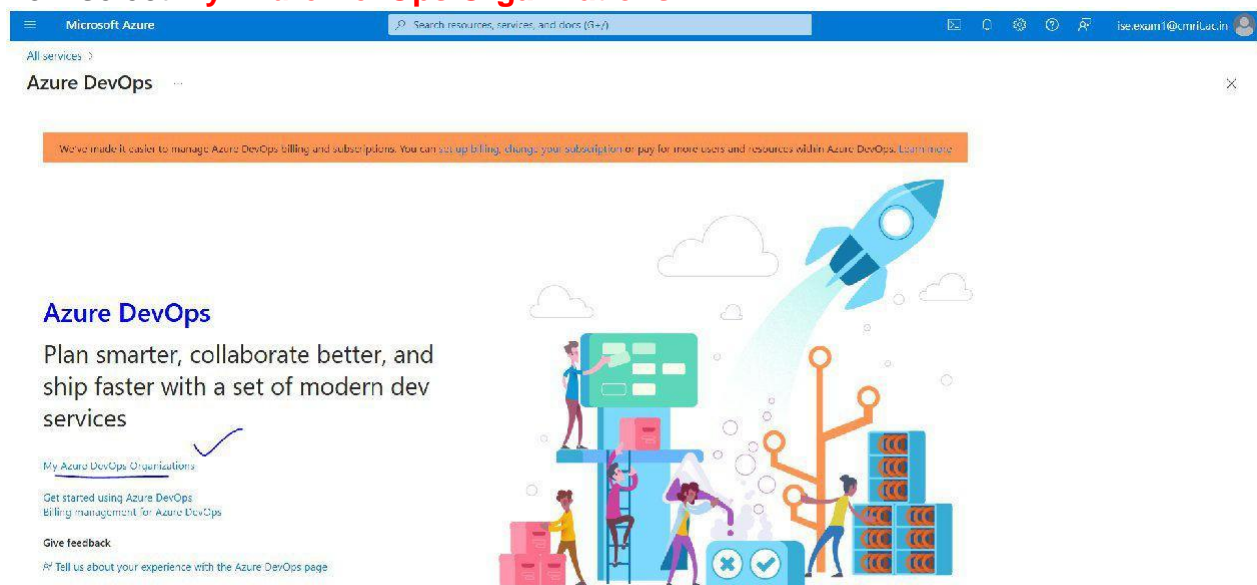 My Azure DevOps Organizations
Microsoft Azure
Search resources, services, and docs (G+/)
ise.exam1@cmrit.ac.in
All services >
Azure DevOps ...
We've made it easier to manage Azure DevOps billing and subscriptions. You can set up billing, change your subscription or pay for more users and resources within Azure DevOps. Learn more
Azure DevOps
Plan smarter, collaborate better, and
ship faster with a set of modern dev
services
My Azure DevOps Organizations
Get started using Azure DevOps
Billing management for Azure DevOps
Give feedback
Tell us about your experience with the Azure DevOps page